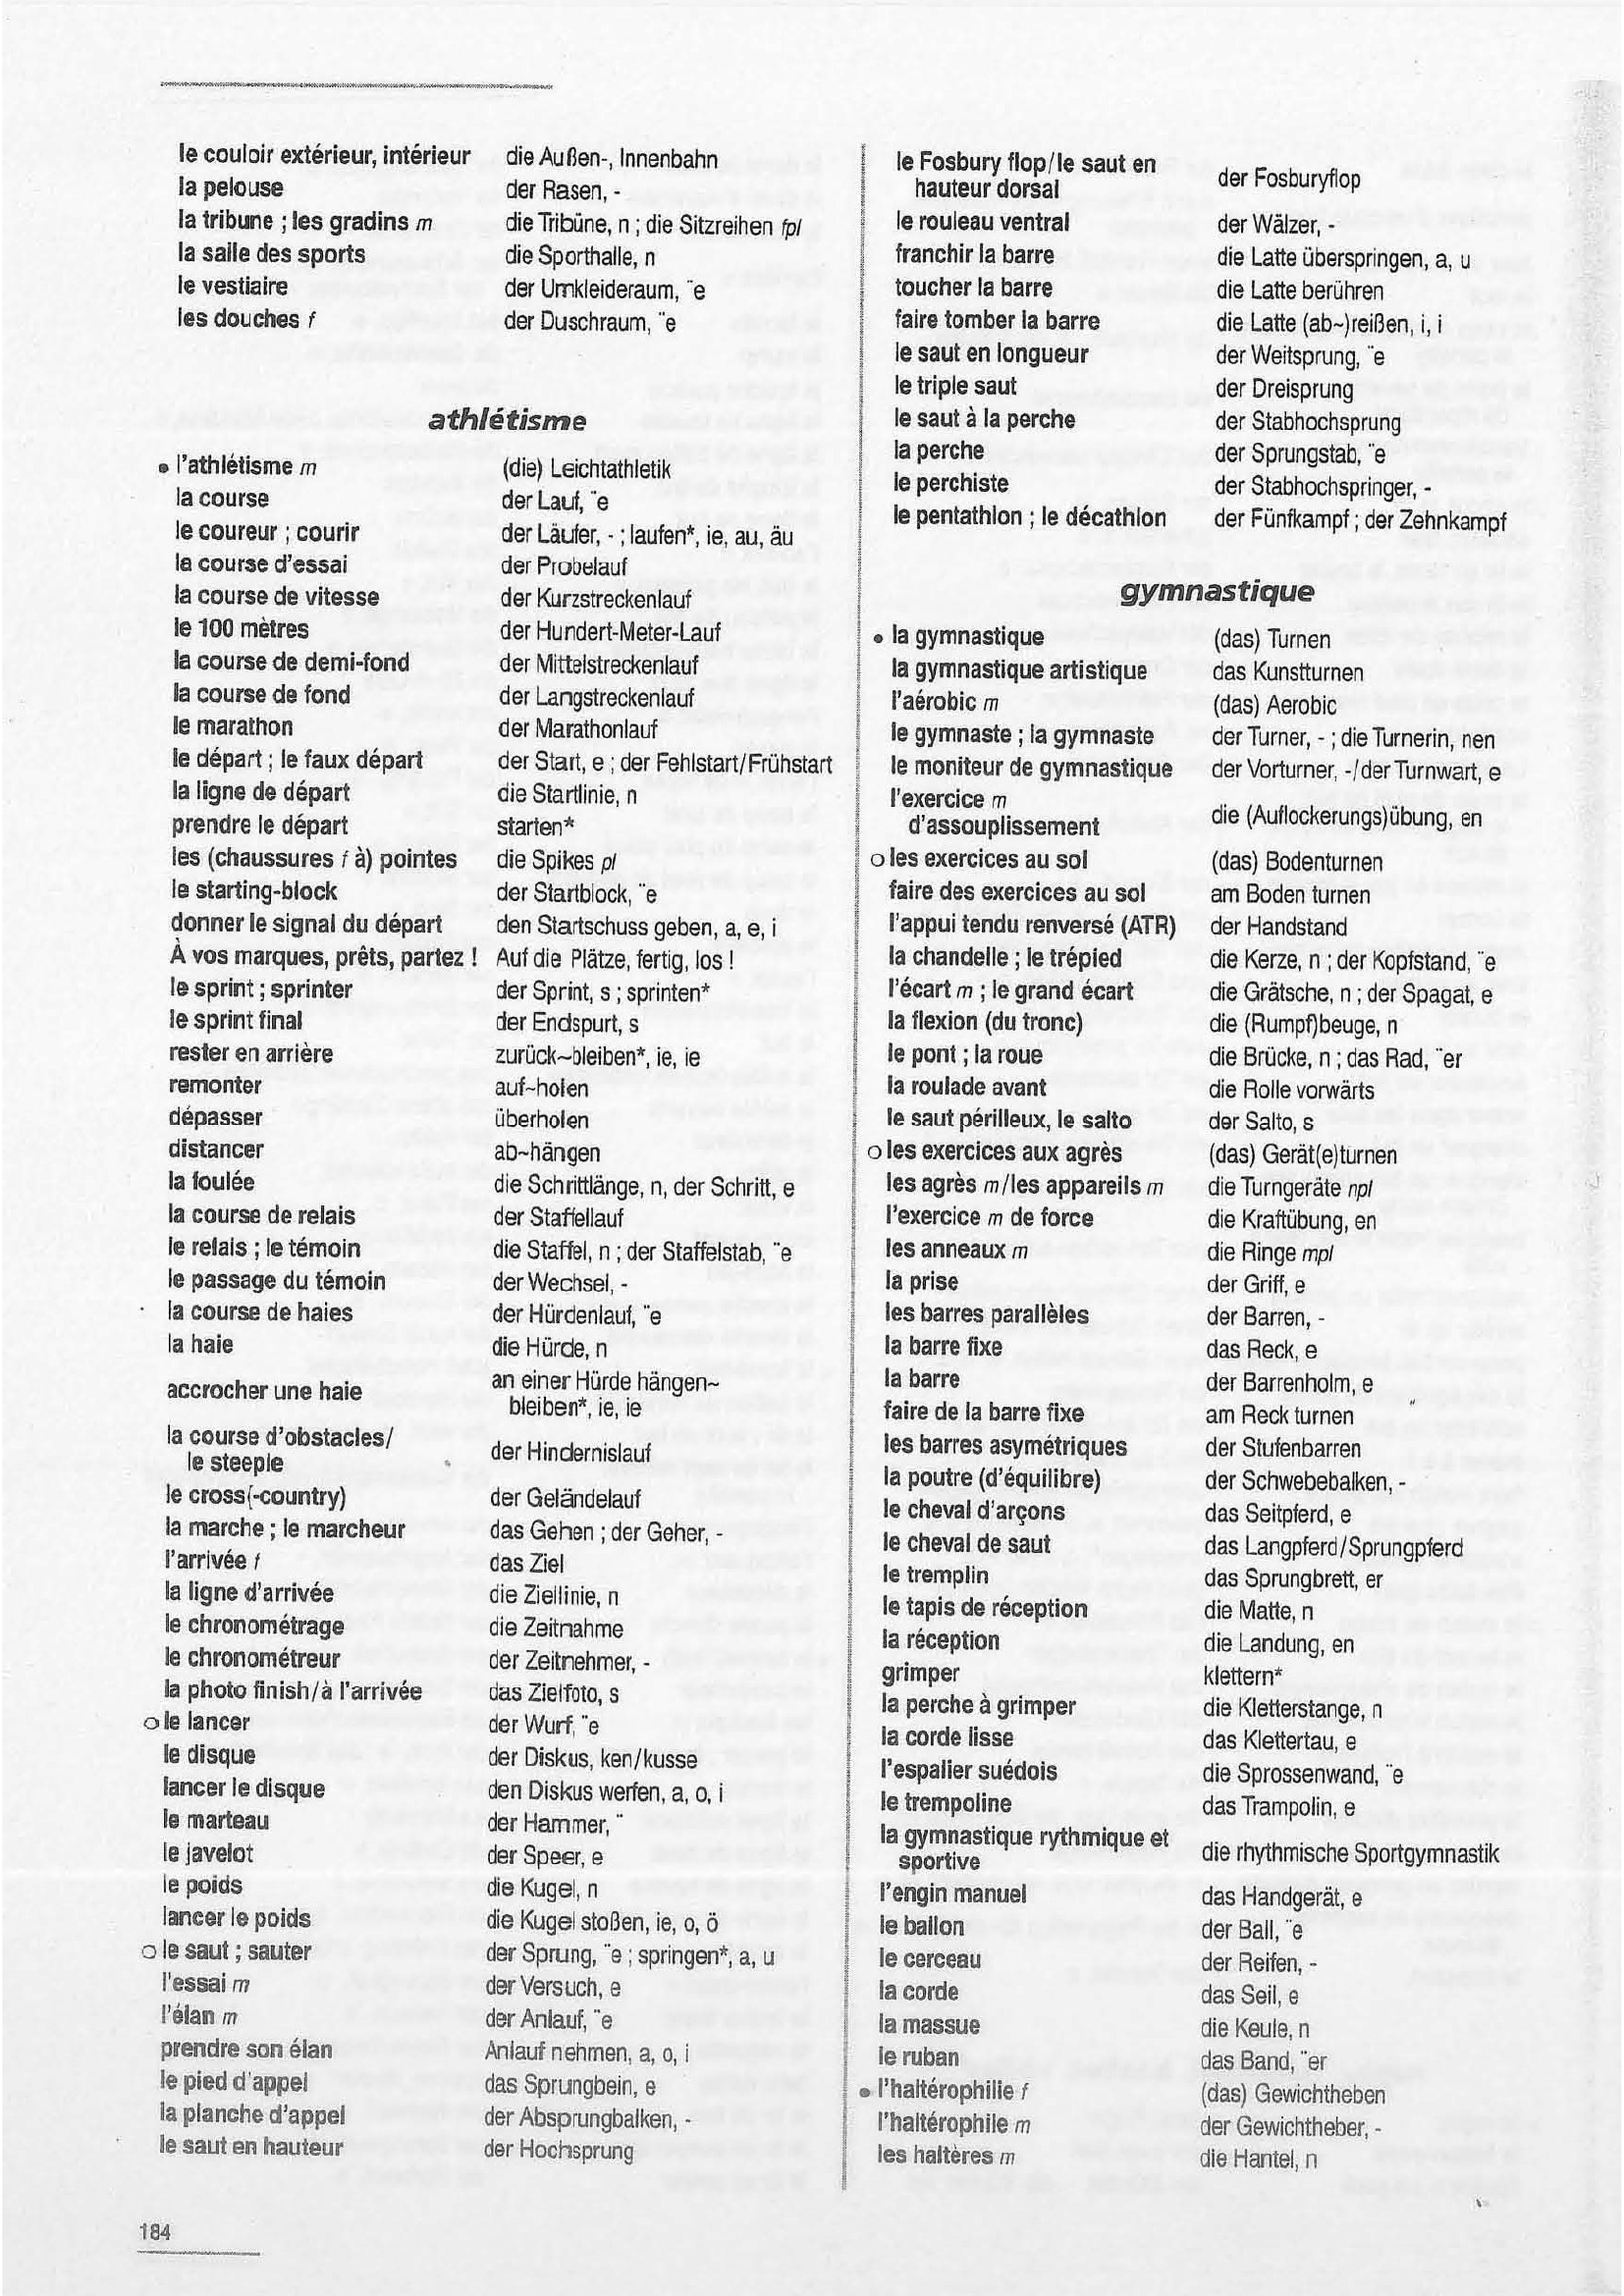 le couloir extérieur, intérieur die Außen-, Innenbahn
la pelouse der Rasen, -
la tribune ; les gradins m die Tribüne, n ; die Sitzreihen fpl
la salle des sports die Sporthalle, n
le vestiaire der Umkleideraum, ¨e
les douches f der Duschraum, ¨e
athlétisme
• l'athlétisme m (die) Leichtathletik
la course der Lauf, ¨e
le coureur ; courir der Läufer, - ; laufen*, ie, au, äu
la course d'essai der Probelauf
la course de vitesse der Kurzstreckenlauf
le 100 mètres der Hundert-Meter-Lauf
la course de demi-fond der Mittelstreckenlauf
la course de fond der Langstreckenlauf
le marathon der Marathonlauf
le départ ; le faux départ der Start, e ; der Fehlstart/Frühstart
la ligne de départ die Startlinie, n
prendre le départ starten*
les (chaussures f à) pointes die Spikes pl
le starting-block der Startblock, ¨e
donner le signal du départ den Startschuss geben, a, e, i
À vos marques, prêts, partez ! Auf die Plätze, fertig, los !
le sprint ; sprinter der Sprint, s ; sprinten*
le sprint final der Endspurt, s
rester en arrière zurück~bleiben*, ie, ie
remonter auf~holen
dépasser überholen
distancer ab~hängen
la foulée die Schrittlänge, n, der Schritt, e
la course de relais der Staffellauf
le relais ; le témoin die Staffel, n ; der Staffelstab, ¨e
le passage du témoin der Wechsel, -
la course de haies der Hürdenlauf, ¨e
la haie die Hürde, n
accrocher une haie an einer Hürde hängen~
bleiben*, ie, ie
la course d'obstacles/
le steeple der Hindernislauf
le cross(-country) der Geländelauf
la marche ; le marcheur das Gehen ; der Geher, -
l'arrivée f das Ziel
la ligne d'arrivée die Ziellinie, n
le chronométrage die Zeitnahme
le chronométreur der Zeitnehmer, -
la photo finish/à l'arrivée das Zielfoto, s
o le lancer der Wurf, ¨e
le disque der Diskus, ken/kusse
lancer le disque den Diskus werfen, a, o, i
le marteau der Hammer, ¨
le javelot der Speer, e
le poids die Kugel, n
lancer le poids die Kugel stoßen, ie, o, ö
o le saut ; sauter der Sprung, ¨e ; springen*, a, u
l'essai m der Versuch, e
l'élan m der Anlauf, ¨e
prendre son élan Anlauf nehmen, a, o, i
le pied d'appel das Sprungbein, e
la planche d'appel der Absprungbalken, -
le saut en hauteur der Hochsprung
le Fosbury flop/le saut en
hauteur dorsal der Fosburyflop
le rouleau ventral der Wälzer, -
franchir la barre die Latte überspringen, a, u
toucher la barre die Latte berühren
faire tomber la barre die Latte (ab~)reißen, i, i
le saut en longueur der Weitsprung, ¨e
le triple saut der Dreisprung
le saut à la perche der Stabhochsprung
la perche der Sprungstab, ¨e
le perchiste der Stabhochspringer, -
le pentathlon ; le décathlon der Fünfkampf ; der Zehnkampf
gymnastique
• la gymnastique (das) Turnen
la gymnastique artistique das Kunstturnen
l'aérobic m (das) Aerobic
le gymnaste ; la gymnaste der Turner, - ; die Turnerin, nen
le moniteur de gymnastique der Vorturner, -/der Turnwart, e
l'exercice m
d'assouplissement die (Auflockerungs)übung, en
o les exercices au sol (das) Bodenturnen
faire des exercices au sol am Boden turnen
l'appui tendu renversé (ATR) der Handstand
la chandelle ; le trépied die Kerze, n ; der Kopfstand, ¨e
l'écart m ; le grand écart die Grätsche, n ; der Spagat, e
la flexion (du tronc) die (Rumpf)beuge, n
le pont ; la roue die Brücke, n ; das Rad, ¨er
la roulade avant die Rolle vorwärts
le saut périlleux, le salto der Salto, s
o les exercices aux agrès (das) Gerät(e)turnen
les agrès m/les appareils m die Turngeräte npl
l'exercice m de force die Kraftübung, en
les anneaux m die Ringe mpl
la prise der Griff, e
les barres parallèles der Barren, -
la barre fixe das Reck, e
la barre der Barrenholm, e
faire de la barre fixe am Reck turnen
les barres asymétriques der Stufenbarren
la poutre (d'équilibre) der Schwebebalken, -
le cheval d'arçons das Seitpferd, e
le cheval de saut das Langpferd/Sprungpferd
le tremplin das Sprungbrett, er
le tapis de réception die Matte, n
la réception die Landung, en
grimper klettern*
la perche à grimper die Kletterstange, n
la corde lisse das Klettertau, e
l'espalier suédois die Sprossenwand, ¨e
le trempoline das Trampolin, e
la gymnastique rythmique et
sportive die rhythmische Sportgymnastik
l'engin manuel das Handgerät, e
le ballon der Ball, ¨e
le cerceau der Reifen, -
la corde das Seil, e
la massue die Keule, n
le ruban das Band, ¨er
• l'haltérophilie f (das) Gewichtheben
l'haltérophile m der Gewichtheber, -
les haltères m die Hantel, n
184